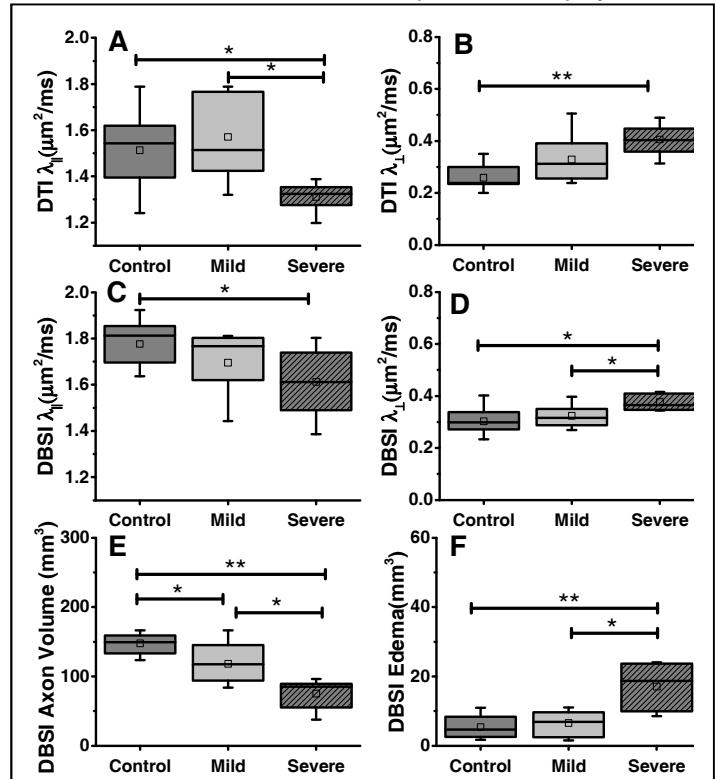 A
DTI λ∥(μm²/ms)
2.0
1.8
1.6
1.4
1.2
*
*
Control Mild Severe
B
DTI λ⊥(μm²/ms)
0.8
0.6
0.4
0.2
0.0
**
Control Mild Severe
C
DBSI λ∥(μm²/ms)
2.0
1.8
1.6
1.4
1.2
*
Control Mild Severe
D
DBSI λ⊥(μm²/ms)
0.8
0.6
0.4
0.2
0.0
*
*
Control Mild Severe
E
DBSI Axon Volume (mm³)
300
200
100
0
**
*
*
Control Mild Severe
F
DBSI Edema(mm³)
60
40
20
0
**
*
Control Mild Severe